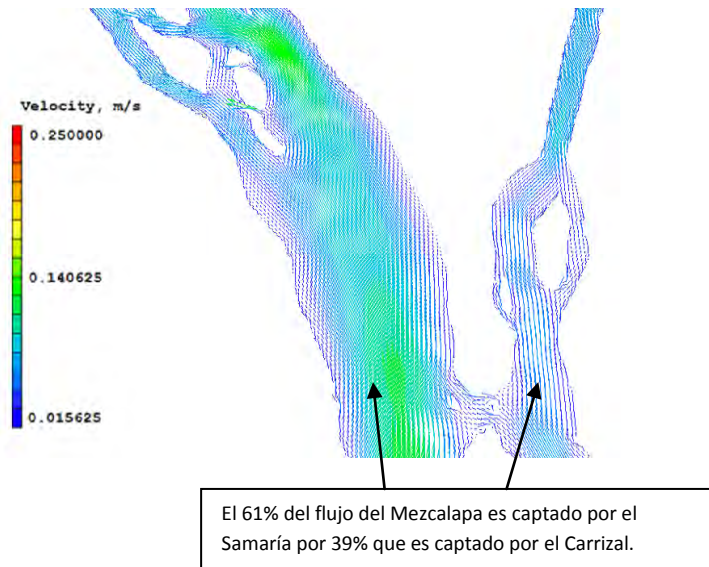 Velocity, m/s
0.250000
0.140625
0.015625
El 61% del flujo del Mezcalapa es captado por el
Samaría por 39% que es captado por el Carrizal.